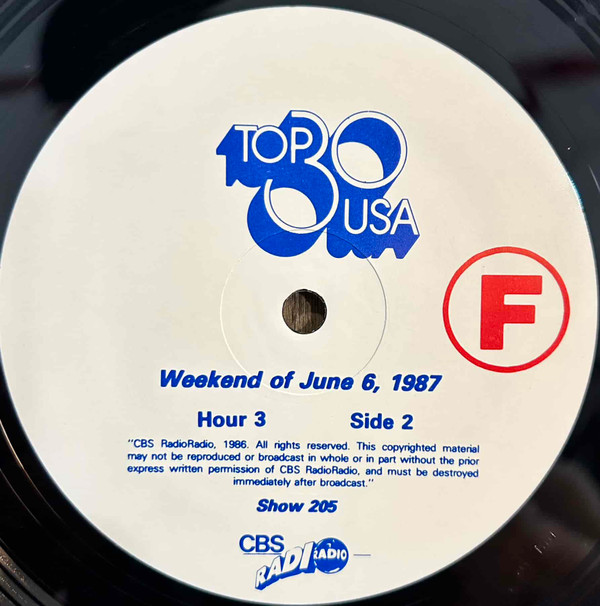 TOP 30
USA
F
Weekend of June 6, 1987
Hour 3 Side 2
"CBS RadioRadio, 1986. All rights reserved. This copyrighted material
may not be reproduced or broadcast in whole or in part without the prior
express written permission of CBS RadioRadio, and must be destroyed
immediately after broadcast."
Show 205
CBS
RADIO RADIO